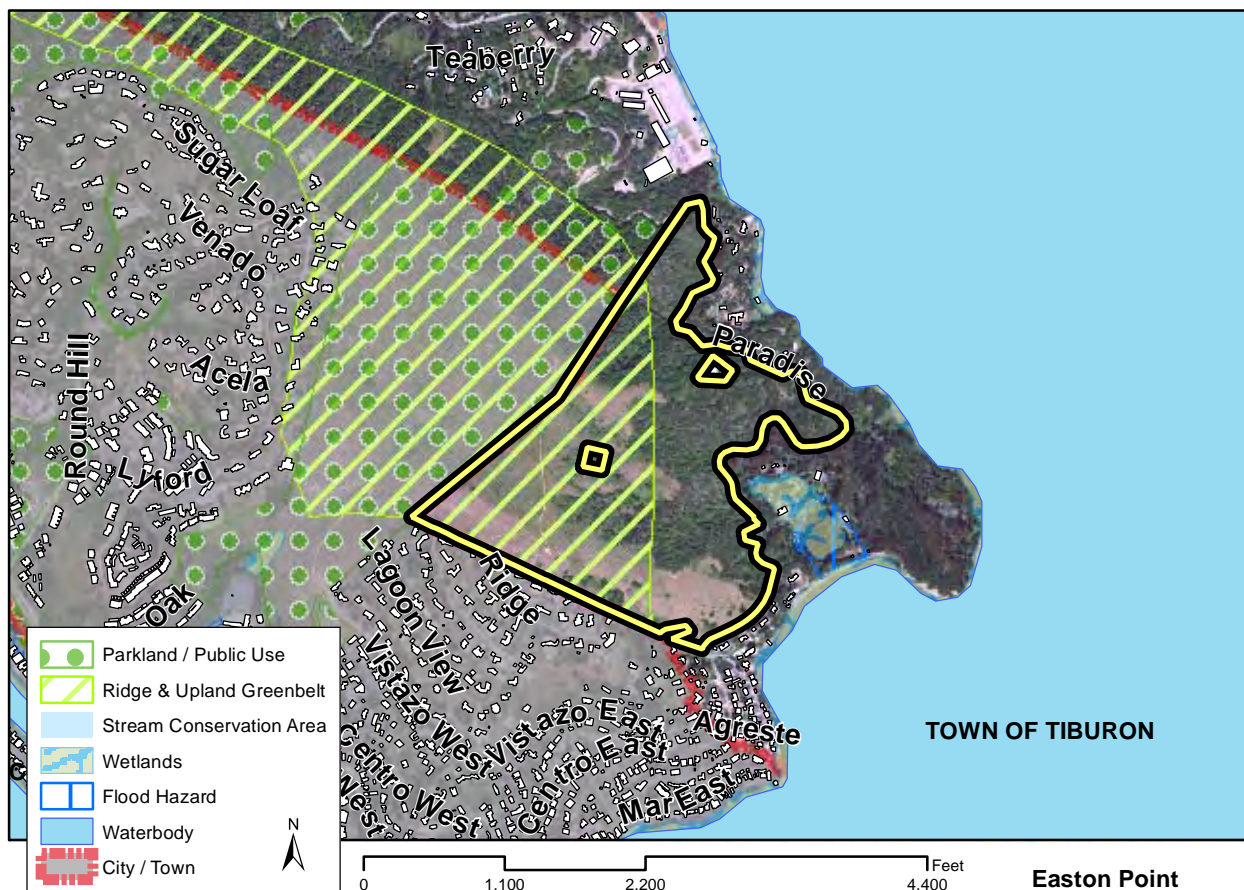 Teaberry
Sugar Loaf
Venado
Acela
Round Hill
Lyford
Paradise
Oak
Lagoon View
Ridge
Vistazo West
Vistazo East
Centro East
Centro West
West
Agreste
Mar East
TOWN OF TIBURON
Parkland / Public Use
Ridge & Upland Greenbelt
Stream Conservation Area
Wetlands
Flood Hazard
Waterbody
City / Town
N
Feet
0 1,100 2,200 4,400
Easton Point